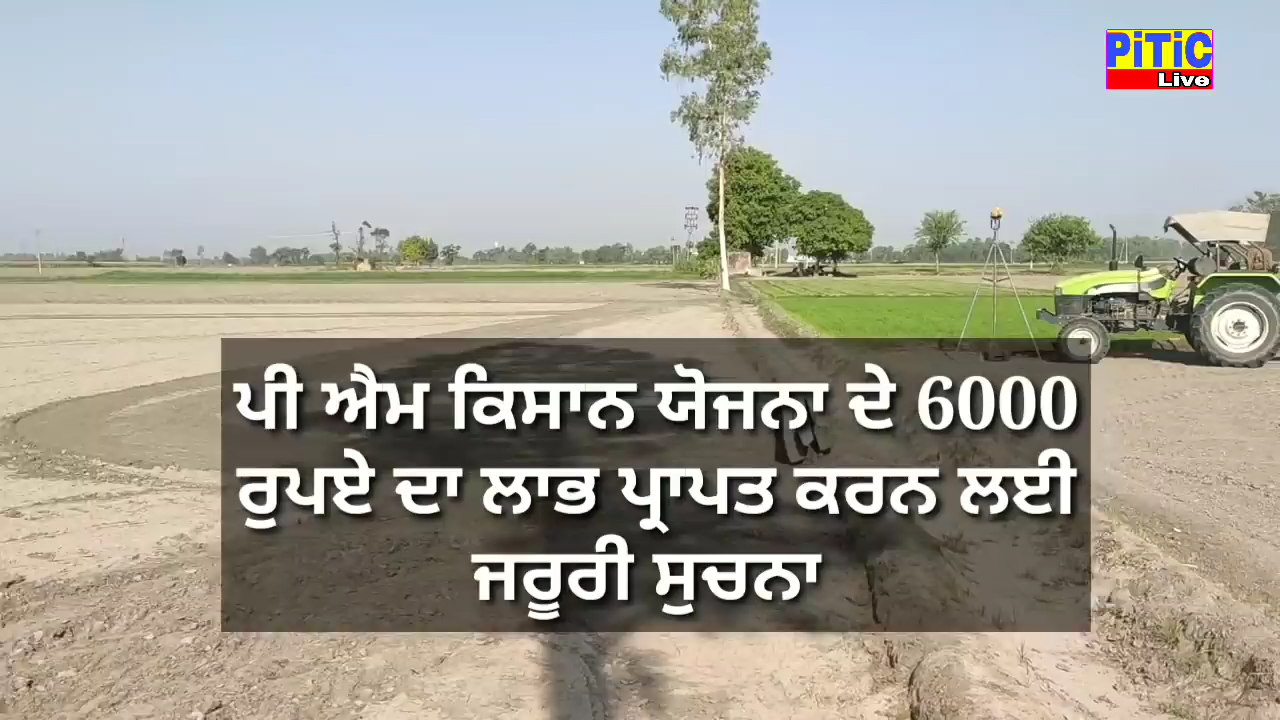 PiTiC
Live
ਪੀ ਐਮ ਕਿਸਾਨ ਯੋਜਨਾ ਦੇ 6000
ਰੁਪਏ ਦਾ ਲਾਭ ਪ੍ਰਾਪਤ ਕਰਨ ਲਈ
ਜਰੂਰੀ ਸੁਚਨਾ